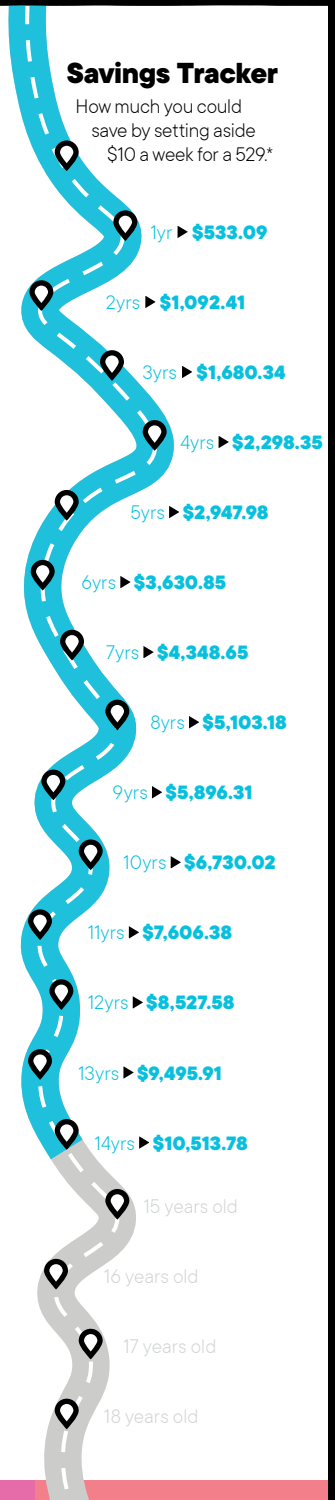 Savings Tracker
How much you could
save by setting aside
$10 a week for a 529.*
1yr ▶ $533.09
2yrs ▶ $1,092.41
3yrs ▶ $1,680.34
4yrs ▶ $2,298.35
5yrs ▶ $2,947.98
6yrs ▶ $3,630.85
7yrs ▶ $4,348.65
8yrs ▶ $5,103.18
9yrs ▶ $5,896.31
10yrs ▶ $6,730.02
11yrs ▶ $7,606.38
12yrs ▶ $8,527.58
13yrs ▶ $9,495.91
14yrs ▶ $10,513.78
15 years old
16 years old
17 years old
18 years old